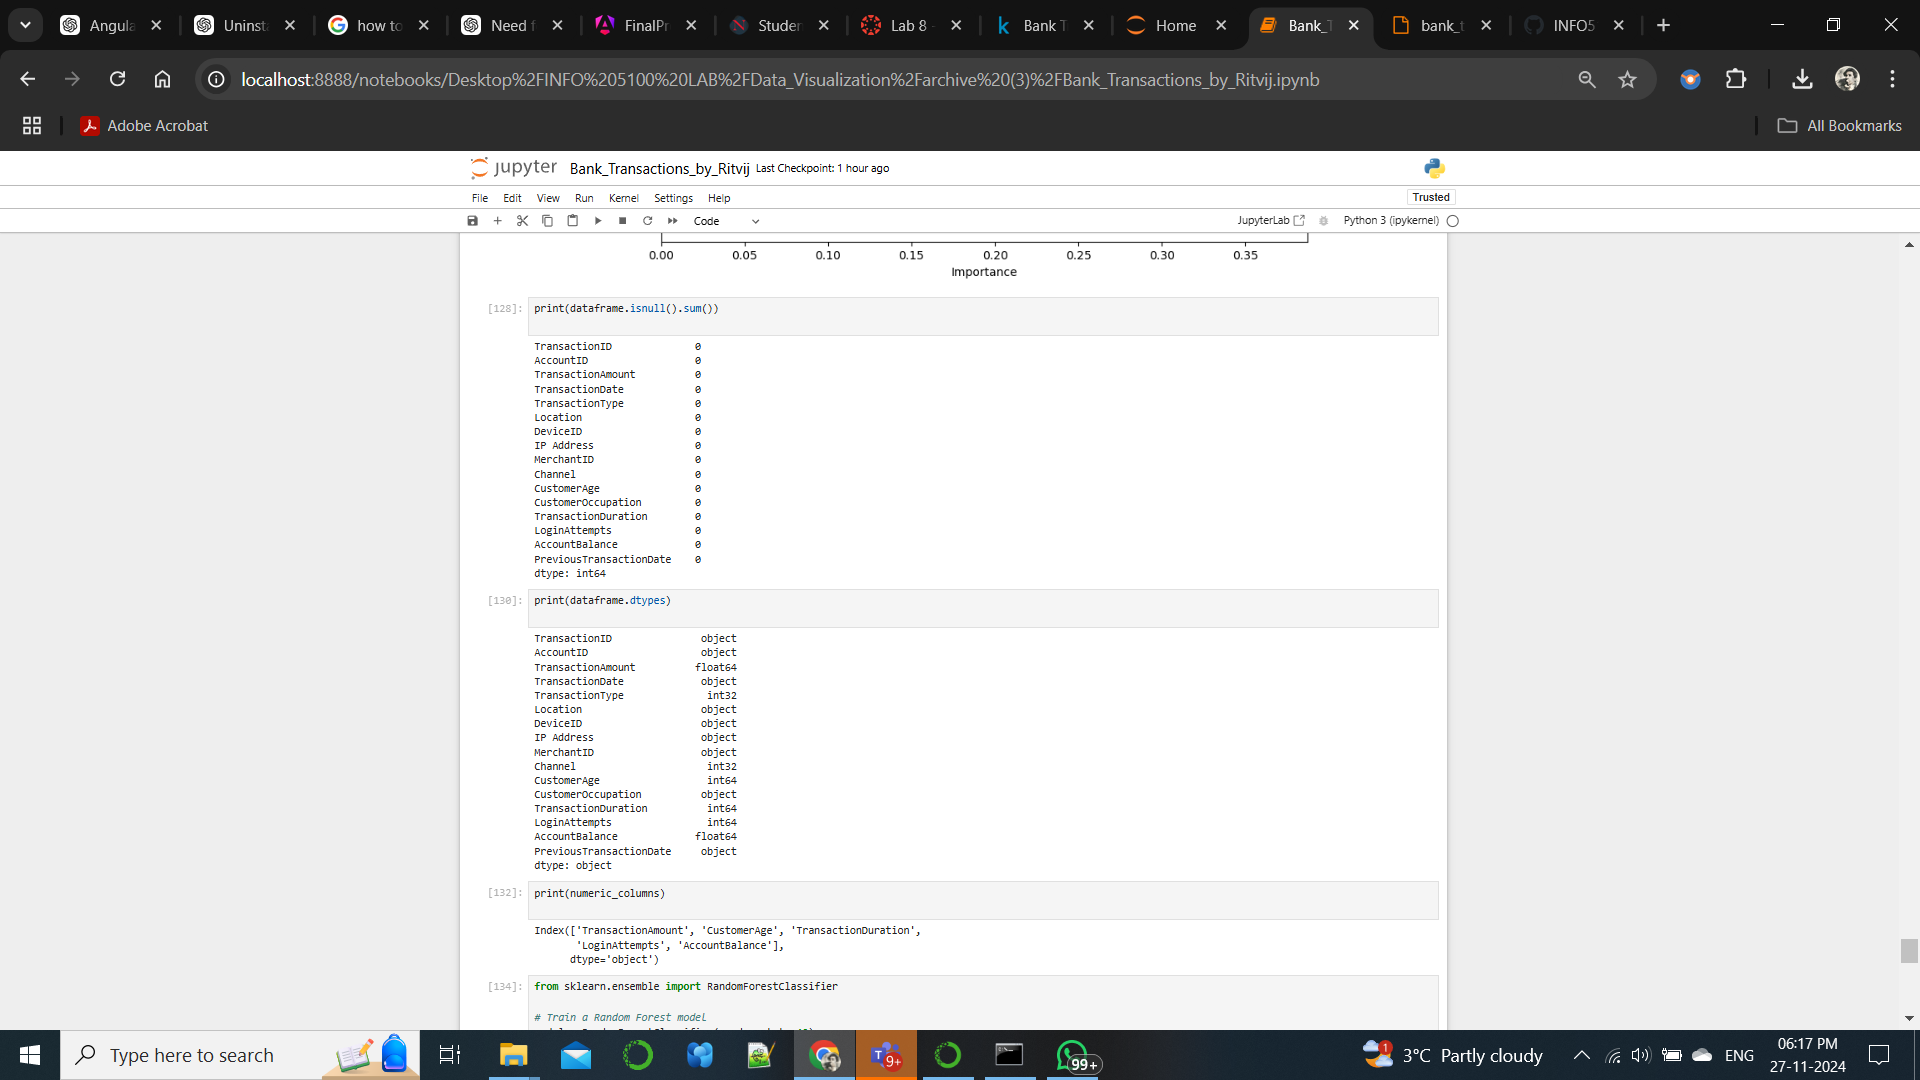 Angula
Uninsta
how to
Need f
FinalPr
Studen
Lab 8 -
Bank T
Home
Bank_T
bank_t
INFO5
localhost:8888/notebooks/Desktop%2FINFO%205100%20LAB%2FData_Visualization%2Farchive%20(3)%2FBank_Transactions_by_Ritvij.ipynb
Adobe Acrobat
All Bookmarks
jupyter Bank_Transactions_by_Ritvij Last Checkpoint: 1 hour ago
File Edit View Run Kernel Settings Help
Trusted
Code
JupyterLab
Python 3 (ipykernel)
0.00 0.05 0.10 0.15 0.20 0.25 0.30 0.35
Importance
[128]: print(dataframe.isnull().sum())
TransactionID 0
AccountID 0
TransactionAmount 0
TransactionDate 0
TransactionType 0
Location 0
DeviceID 0
IP Address 0
MerchantID 0
Channel 0
CustomerAge 0
CustomerOccupation 0
TransactionDuration 0
LoginAttempts 0
AccountBalance 0
PreviousTransactionDate 0
dtype: int64
[130]: print(dataframe.dtypes)
TransactionID object
AccountID object
TransactionAmount float64
TransactionDate object
TransactionType int32
Location object
DeviceID object
IP Address object
MerchantID object
Channel int32
CustomerAge int64
CustomerOccupation object
TransactionDuration int64
LoginAttempts int64
AccountBalance float64
PreviousTransactionDate object
dtype: object
[132]: print(numeric_columns)
Index(['TransactionAmount', 'CustomerAge', 'TransactionDuration',
'LoginAttempts', 'AccountBalance'],
dtype='object')
[134]: from sklearn.ensemble import RandomForestClassifier
# Train a Random Forest model
Type here to search
9+
99+
1
3°C Partly cloudy
ENG
06:17 PM
27-11-2024